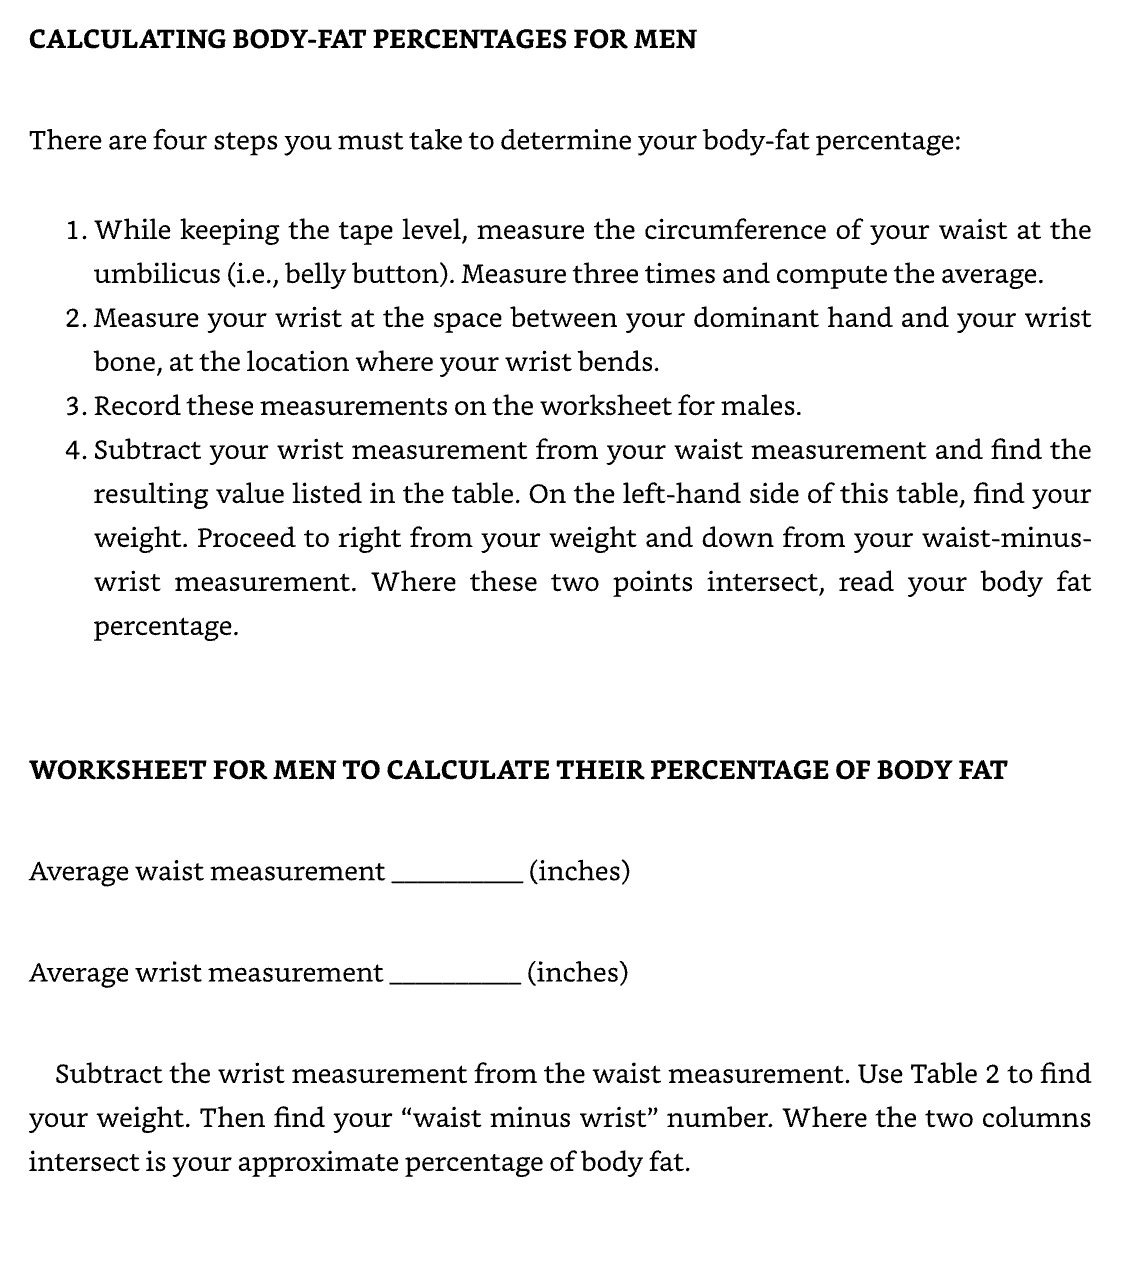 CALCULATING BODY-FAT PERCENTAGES FOR MEN
There are four steps you must take to determine your body-fat percentage:
1. While keeping the tape level, measure the circumference of your waist at the
umbilicus (i.e., belly button). Measure three times and compute the average.
2. Measure your wrist at the space between your dominant hand and your wrist
bone, at the location where your wrist bends.
3. Record these measurements on the worksheet for males.
4. Subtract your wrist measurement from your waist measurement and find the
resulting value listed in the table. On the left-hand side of this table, find your
weight. Proceed to right from your weight and down from your waist-minus-
wrist measurement. Where these two points intersect, read your body fat
percentage.
WORKSHEET FOR MEN TO CALCULATE THEIR PERCENTAGE OF BODY FAT
Average waist measurement __________ (inches)
Average wrist measurement __________ (inches)
Subtract the wrist measurement from the waist measurement. Use Table 2 to find
your weight. Then find your “waist minus wrist” number. Where the two columns
intersect is your approximate percentage of body fat.